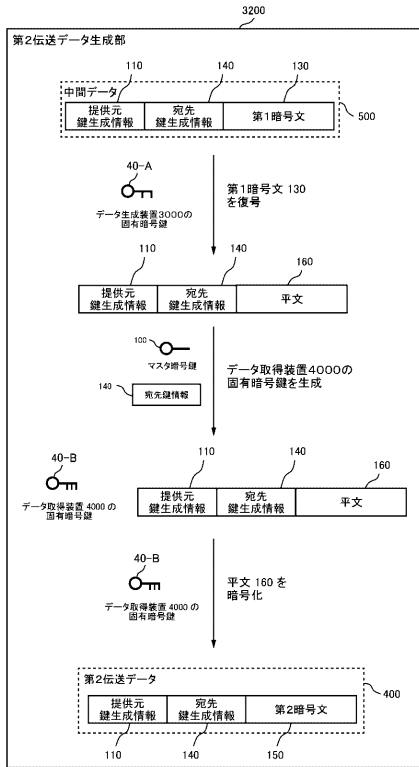 3200
第2伝送データ生成部
110
140
130
中間データ
提供元
鍵生成情報
宛先
鍵生成情報
第1暗号文
500
40-A
データ生成装置3000の
固有暗号鍵
第1暗号文 130
を復号
110
140
160
提供元
鍵生成情報
宛先
鍵生成情報
平文
100
マスタ暗号鍵
140
宛先鍵情報
データ取得装置4000の
固有暗号鍵を生成
40-B
データ取得装置 4000 の
固有暗号鍵
110
140
160
提供元
鍵生成情報
宛先
鍵生成情報
平文
40-B
データ取得装置 4000 の
固有暗号鍵
平文 160 を
暗号化
第2伝送データ
400
提供元
鍵生成情報
宛先
鍵生成情報
第2暗号文
110
140
150